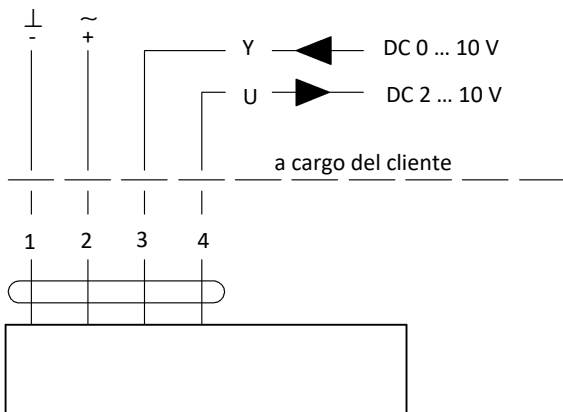 ⊥ ~
- +
Y DC 0 ... 10 V
U DC 2 ... 10 V
a cargo del cliente
1 2 3 4